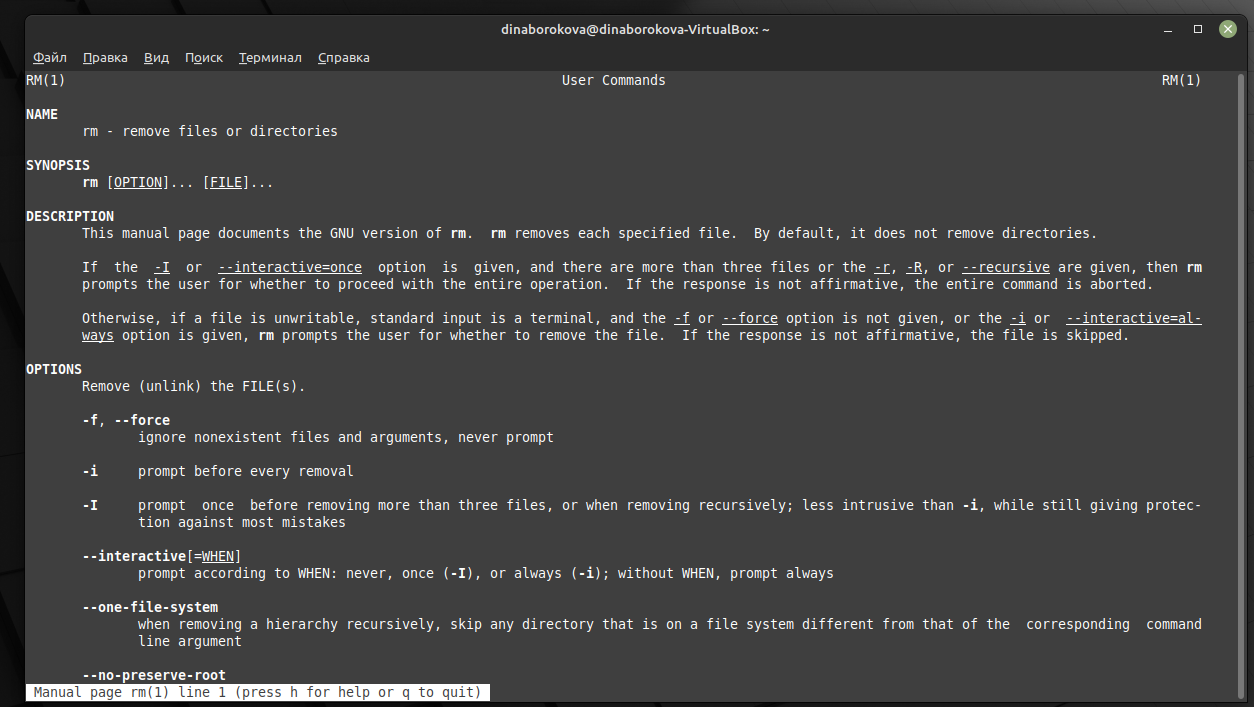 dinaborokova@dinaborokova-VirtualBox: ~
Файл Правка Вид Поиск Терминал Справка
RM(1) User Commands RM(1)
NAME
rm - remove files or directories
SYNOPSIS
rm [OPTION]... [FILE]...
DESCRIPTION
This manual page documents the GNU version of rm.  rm removes each specified file.  By default, it does not remove directories.
If  the  -I  or  --interactive=once  option  is  given, and there are more than three files or the -r, -R, or --recursive are given, then rm
prompts the user for whether to proceed with the entire operation.  If the response is not affirmative, the entire command is aborted.
Otherwise, if a file is unwritable, standard input is a terminal, and the -f or --force option is not given, or the -i or  --interactive=al-
ways option is given, rm prompts the user for whether to remove the file.  If the response is not affirmative, the file is skipped.
OPTIONS
Remove (unlink) the FILE(s).
-f, --force
ignore nonexistent files and arguments, never prompt
-i     prompt before every removal
-I     prompt  once  before removing more than three files, or when removing recursively; less intrusive than -i, while still giving protec-
tion against most mistakes
--interactive[=WHEN]
prompt according to WHEN: never, once (-I), or always (-i); without WHEN, prompt always
--one-file-system
when removing a hierarchy recursively, skip any directory that is on a file system different from that of the  corresponding  command
line argument
--no-preserve-root
Manual page rm(1) line 1 (press h for help or q to quit)